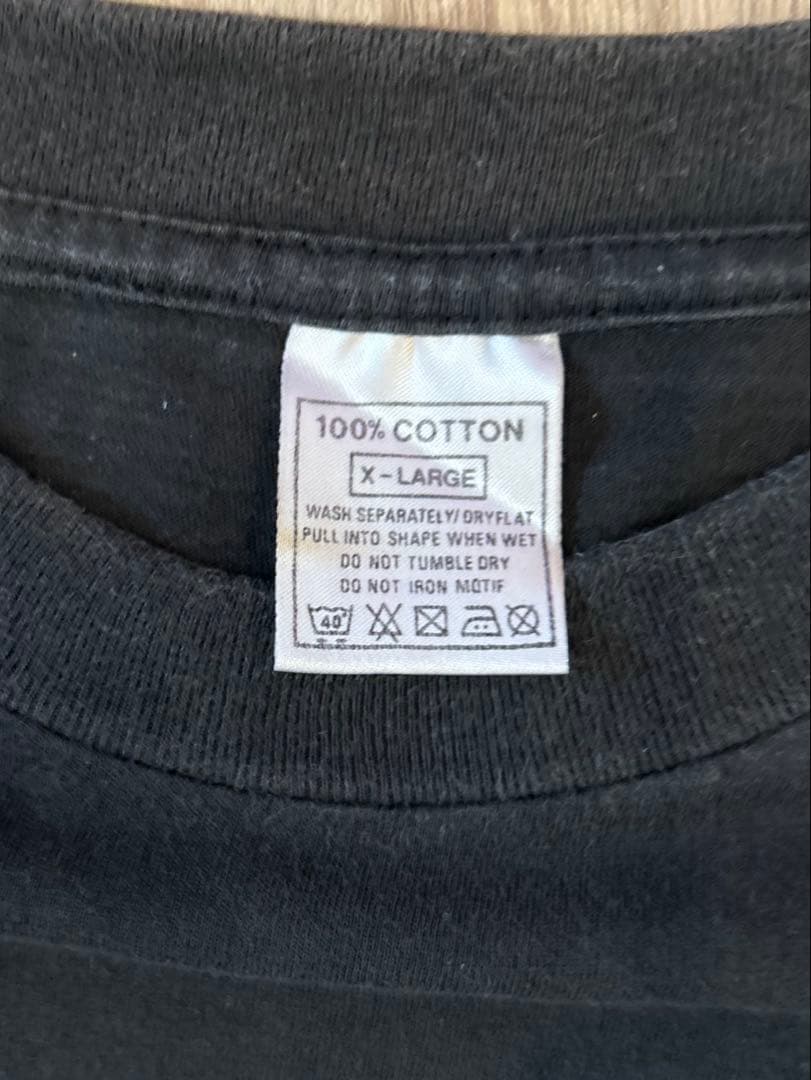 100% COTTON
X-LARGE
WASH SEPARATELY/DRYFLAT
PULL INTO SHAPE WHEN WET
DO NOT TUMBLE DRY
DO NOT IRON MOTIF
40°